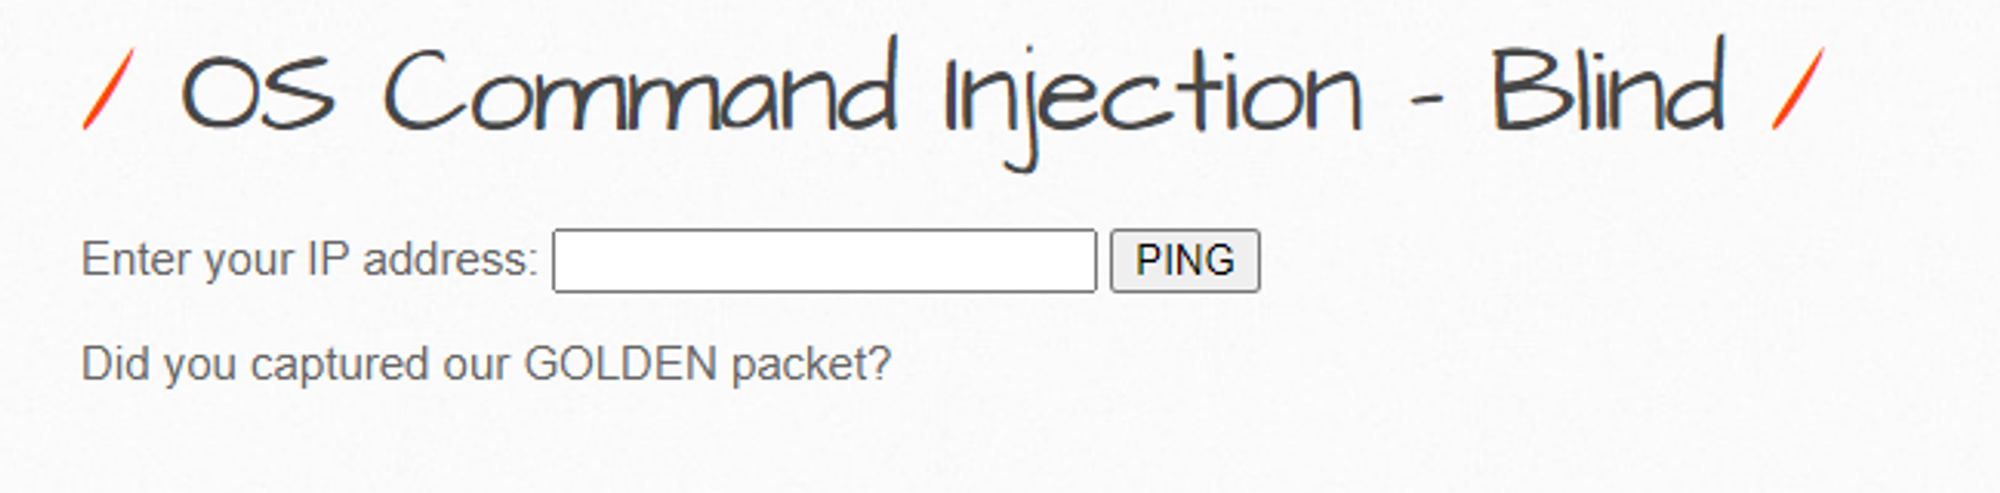 / OS Command Injection - Blind /
Enter your IP address: PING
Did you captured our GOLDEN packet?